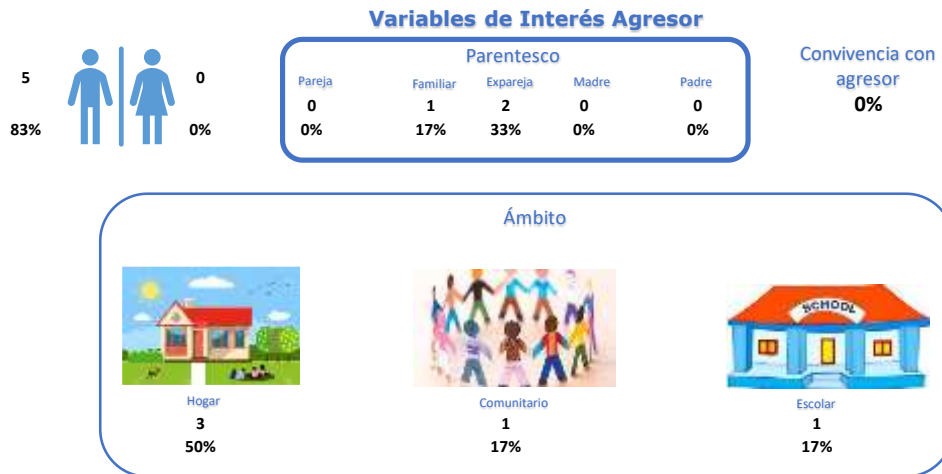 Variables de Interés Agresor
5
0
83%
0%
Parentesco
Pareja Familiar Expareja Madre Padre
0 1 2 0 0
0% 17% 33% 0% 0%
Convivencia con
agresor
0%
Ámbito
SCHOOL
Hogar Comunitario Escolar
3 1 1
50% 17% 17%